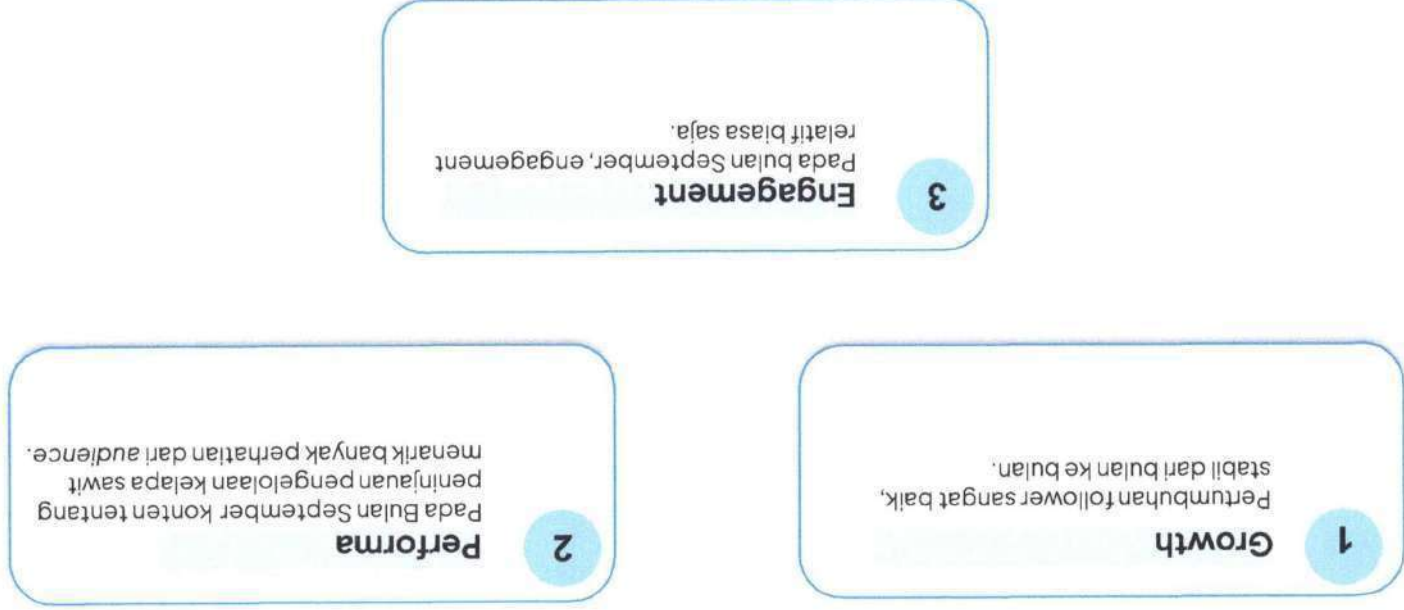 1
Growth
Pertumbuhan follower sangat baik,
stabil dari bulan ke bulan.
2
Performa
Pada Bulan September konten tentang
peninjauan pengelolaan kelapa sawit
menarik banyak perhatian dari audience.
3
Engagement
Pada bulan September, engagement
relatif biasa saja.